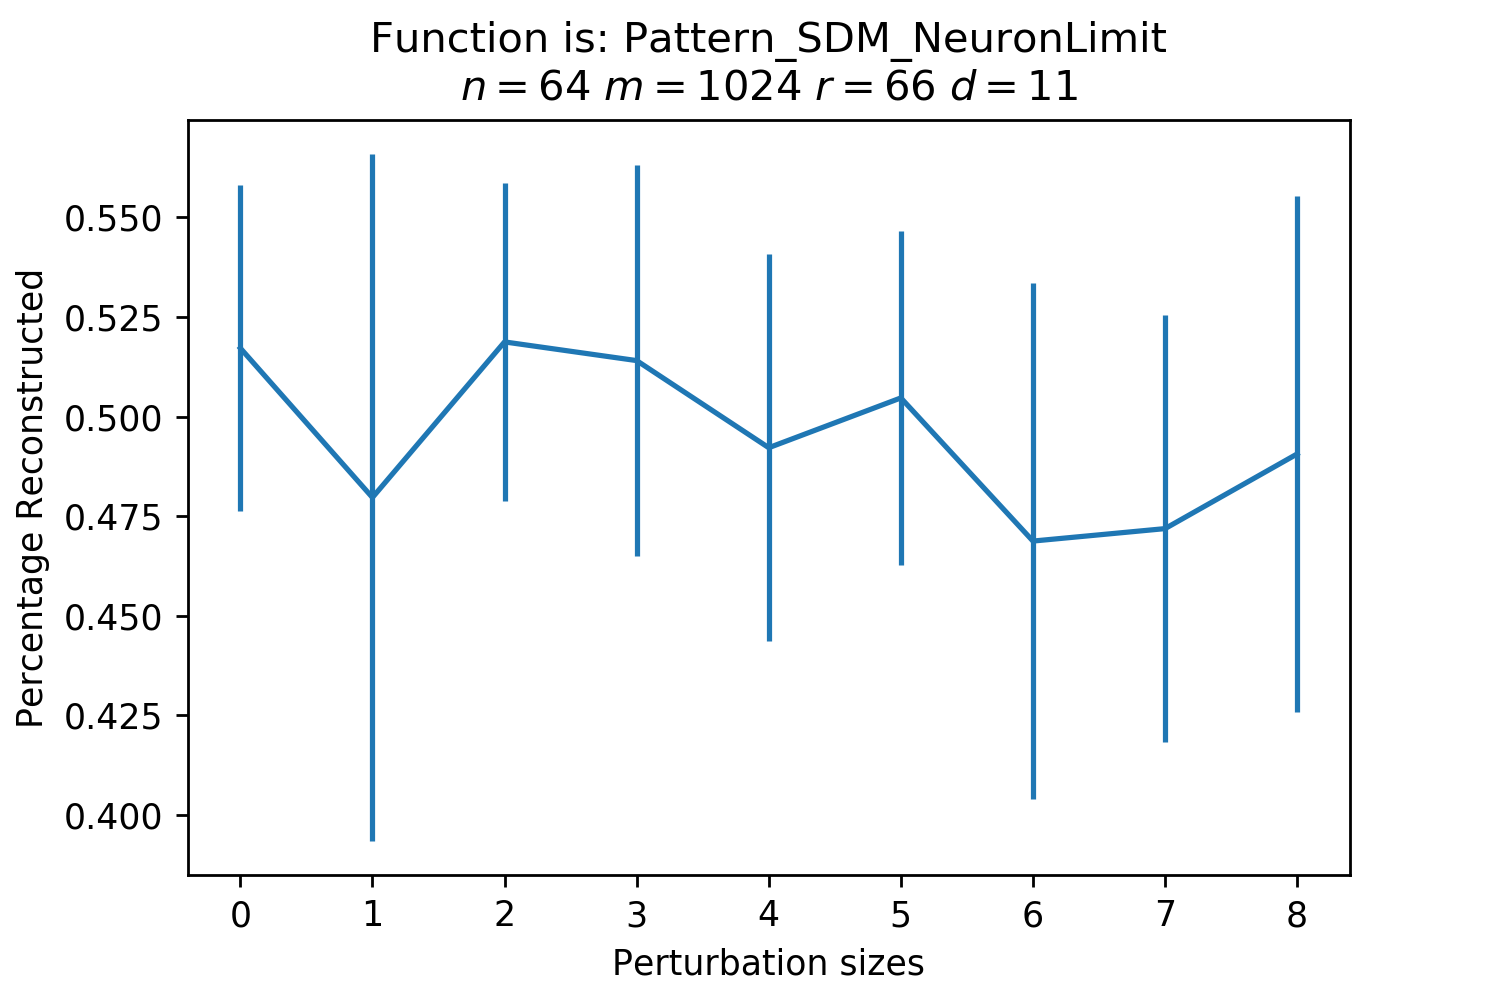 Function is: Pattern_SDM_NeuronLimit
n = 64 m = 1024 r = 66 d = 11
Percentage Reconstructed
0.550
0.525
0.500
0.475
0.450
0.425
0.400
0 1 2 3 4 5 6 7 8
Perturbation sizes